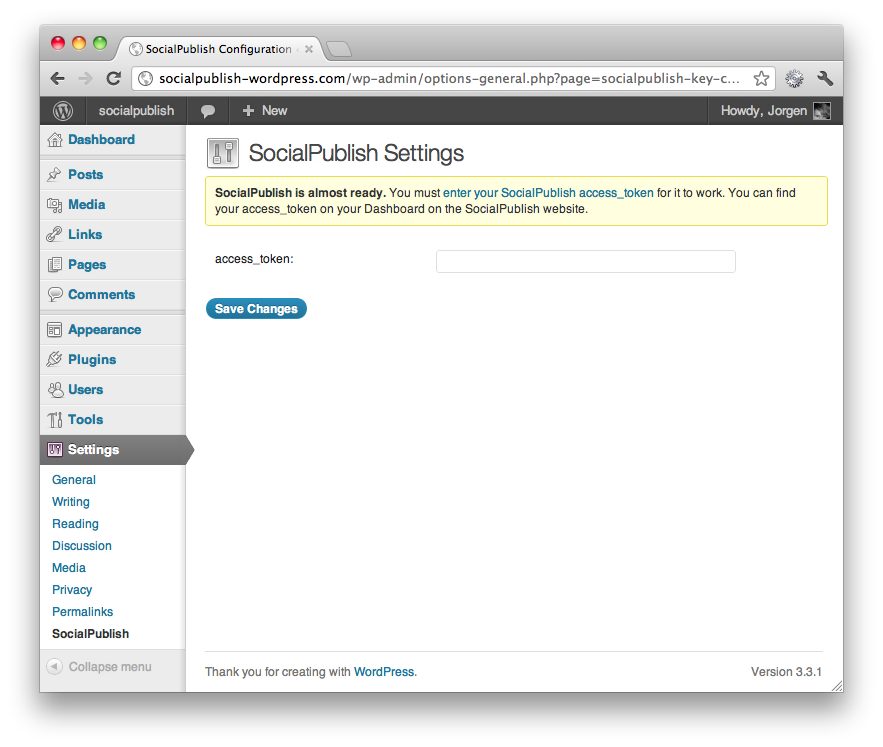 SocialPublish Configuration
socialpublish-wordpress.com/wp-admin/options-general.php?page=socialpublish-key-c...
socialpublish
New
Howdy, Jorgen
Dashboard
Posts
Media
Links
Pages
Comments
Appearance
Plugins
Users
Tools
Settings
General
Writing
Reading
Discussion
Media
Privacy
Permalinks
SocialPublish
Collapse menu
SocialPublish Settings
SocialPublish is almost ready. You must enter your SocialPublish access_token for it to work. You can find
your access_token on your Dashboard on the SocialPublish website.
access_token:
Save Changes
Thank you for creating with WordPress.
Version 3.3.1